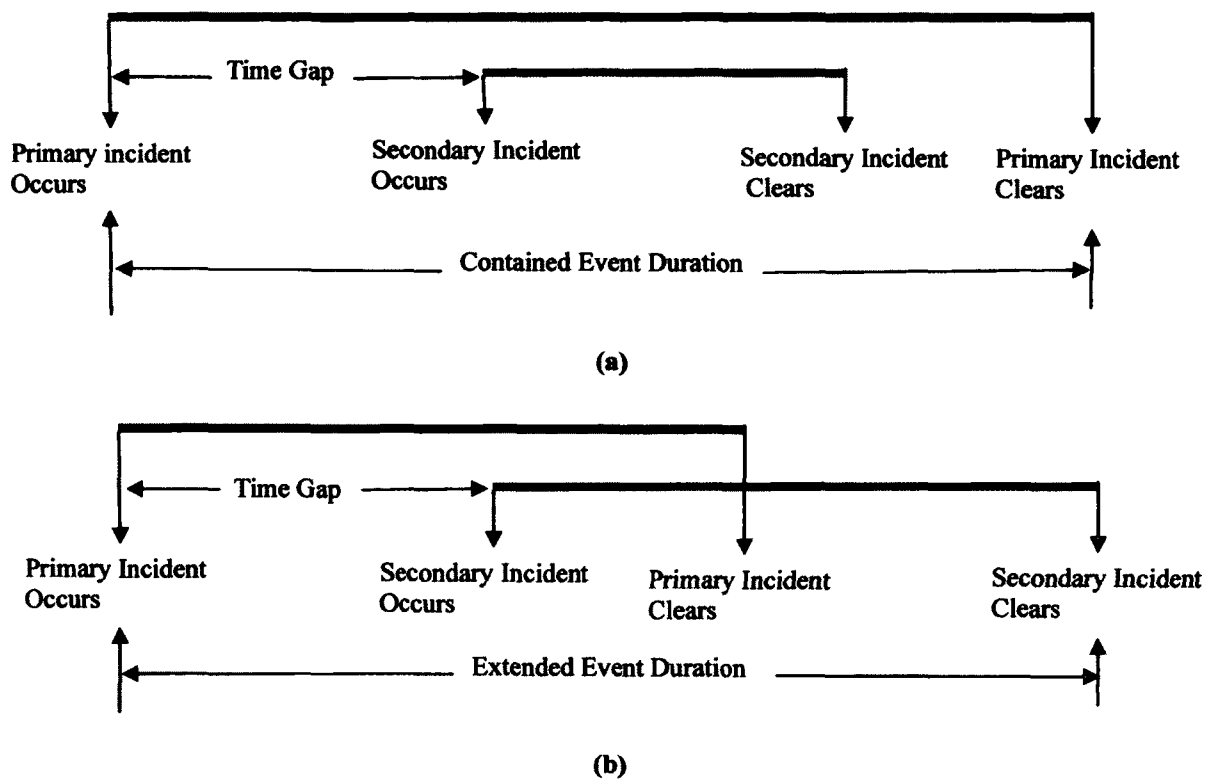 Time Gap
Primary incident
Occurs
Secondary Incident
Occurs
Secondary Incident
Clears
Primary Incident
Clears
Contained Event Duration
(a)
Time Gap
Primary Incident
Occurs
Secondary Incident
Occurs
Primary Incident
Clears
Secondary Incident
Clears
Extended Event Duration
(b)